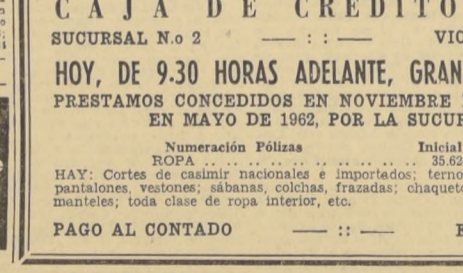 CAJA DE CREDITO
SUCURSAL N.o 2 — : : — VIC
HOY, DE 9.30 HORAS ADELANTE, GRAN
PRESTAMOS CONCEDIDOS EN NOVIEMBRE
EN MAYO DE 1962, POR LA SUCUR
Numeración Pólizas Inicial
ROPA .. .. .. .. .. .. .. .. .. .. .. 35.62
HAY: Cortes de casimir nacionales e importados; terno
pantalones, vestones; sábanas, colchas, frazadas; chaquet
manteles; toda clase de ropa interior, etc.
PAGO AL CONTADO — :: —